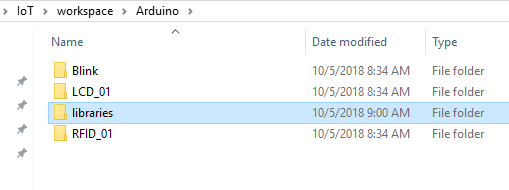 IoT > workspace > Arduino >
Name Date modified Type
Blink 10/5/2018 8:34 AM File folder
LCD_01 10/5/2018 8:34 AM File folder
libraries 10/5/2018 9:00 AM File folder
RFID_01 10/5/2018 8:34 AM File folder